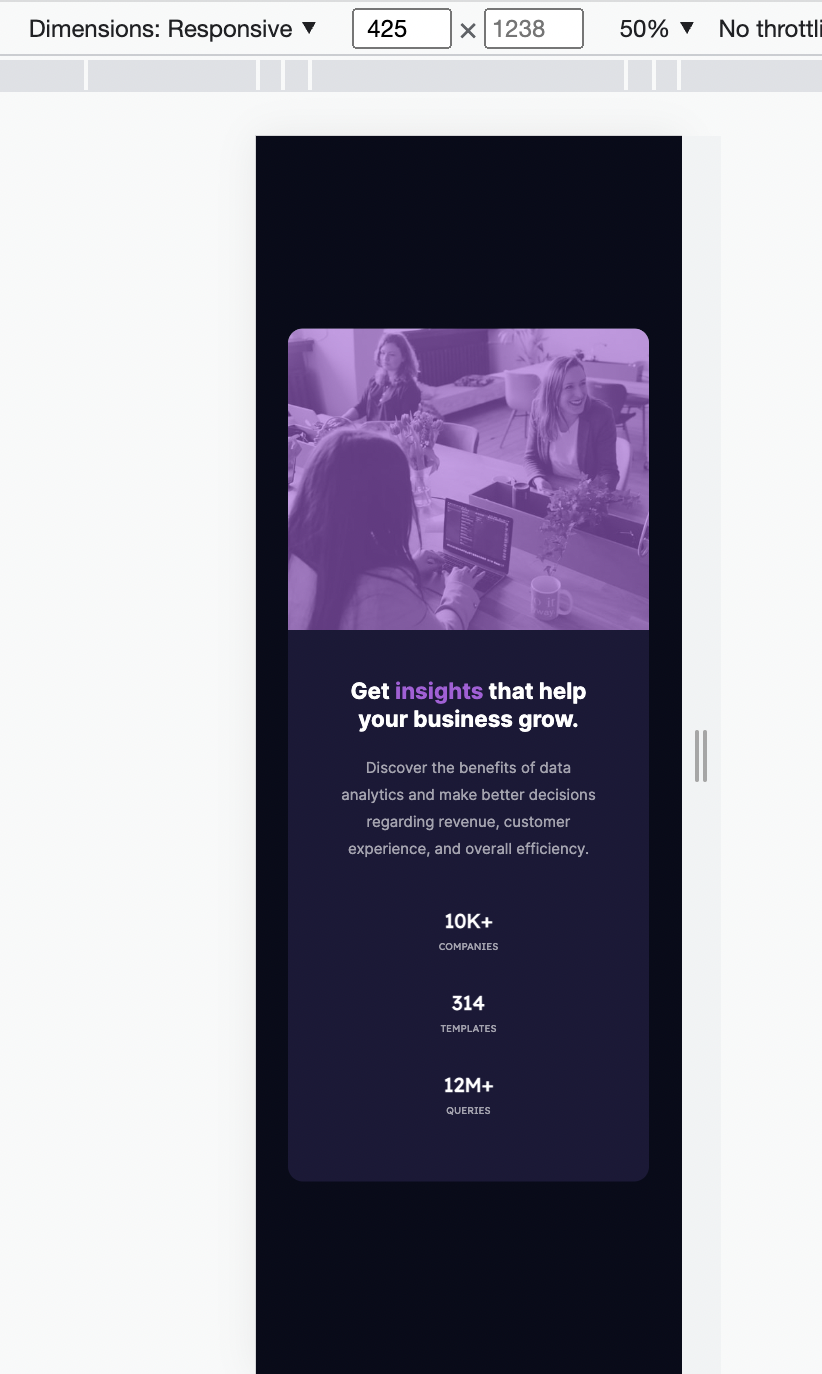 Dimensions: Responsive ▼ 425 × 1238 50% ▼ No throttli
Get insights that help
your business grow.
Discover the benefits of data
analytics and make better decisions
regarding revenue, customer
experience, and overall efficiency.
10K+
COMPANIES
314
TEMPLATES
12M+
QUERIES